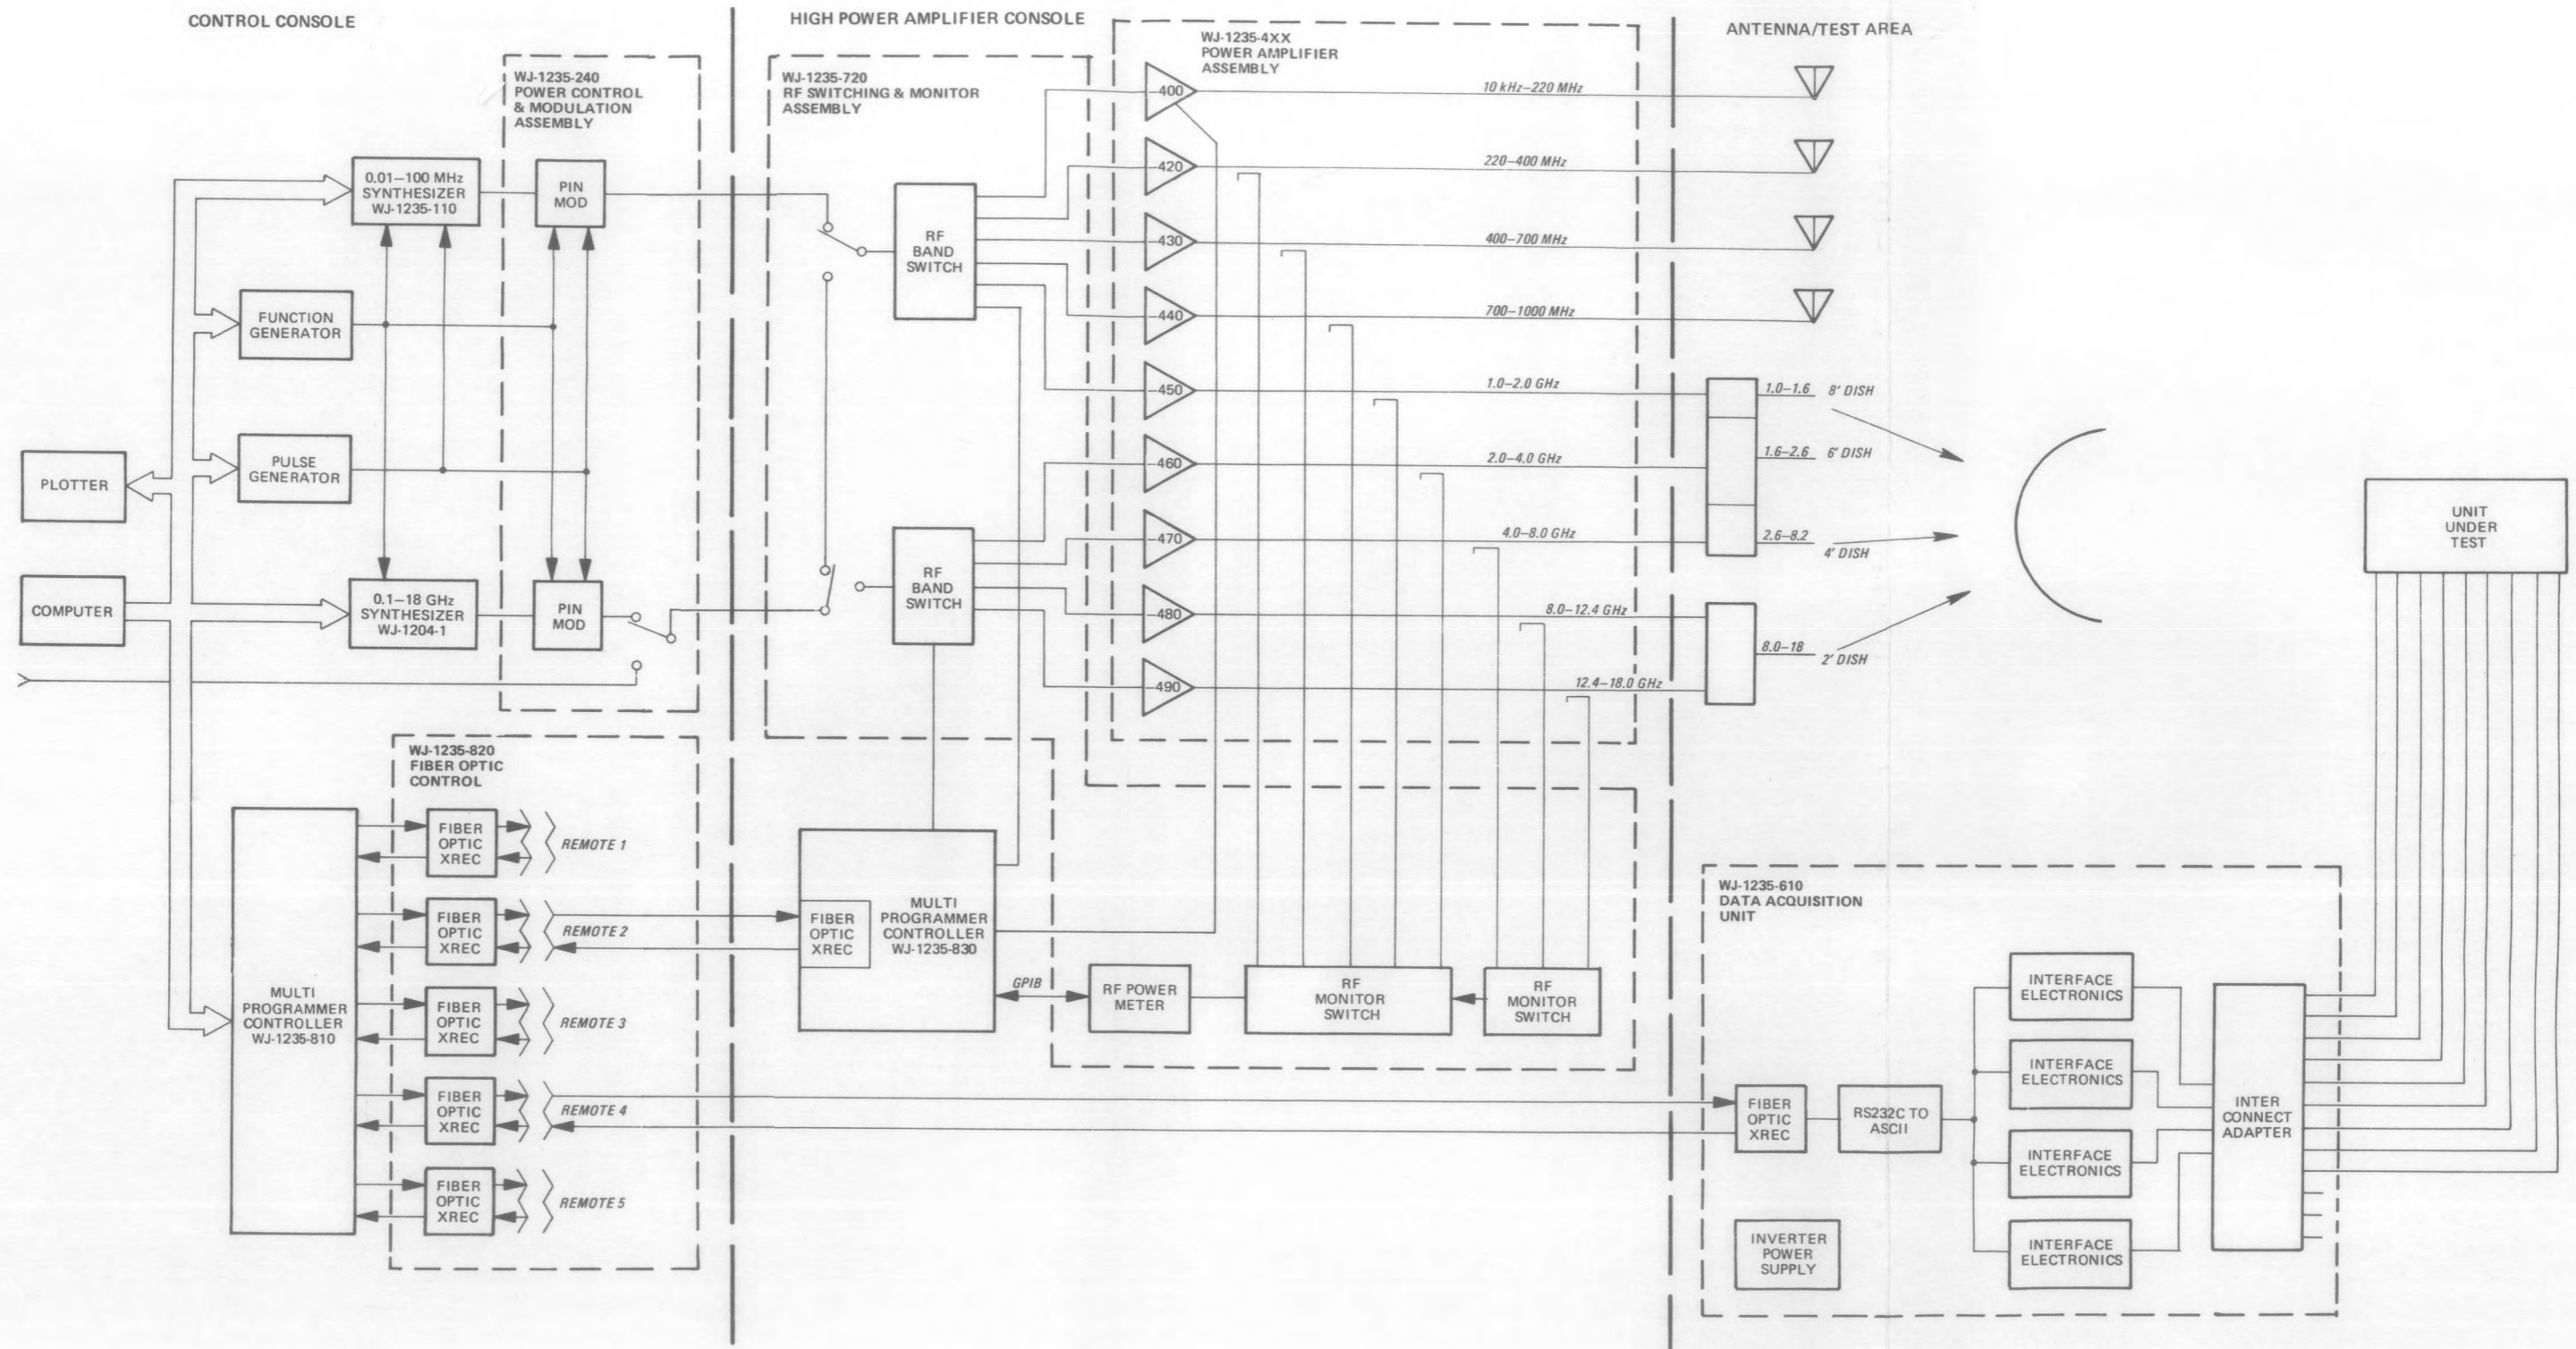 CONTROL CONSOLE
HIGH POWER AMPLIFIER CONSOLE
ANTENNA/TEST AREA
WJ-1235-240
POWER CONTROL
& MODULATION
ASSEMBLY
WJ-1235-720
RF SWITCHING & MONITOR
ASSEMBLY
WJ-1235-4XX
POWER AMPLIFIER
ASSEMBLY
0.01–100 MHz
SYNTHESIZER
WJ-1235-110
PIN
MOD
FUNCTION
GENERATOR
PULSE
GENERATOR
PLOTTER
COMPUTER
0.1–18 GHz
SYNTHESIZER
WJ-1204-1
PIN
MOD
RF
BAND
SWITCH
RF
BAND
SWITCH
–400
–420
–430
–440
–450
–460
–470
–480
–490
10 kHz–220 MHz
220–400 MHz
400–700 MHz
700–1000 MHz
1.0–2.0 GHz
2.0–4.0 GHz
4.0–8.0 GHz
8.0–12.4 GHz
12.4–18.0 GHz
1.0–1.6 8' DISH
1.6–2.6 6' DISH
2.6–8.2
4' DISH
8.0–18
2' DISH
UNIT
UNDER
TEST
WJ-1235-820
FIBER OPTIC
CONTROL
MULTI
PROGRAMMER
CONTROLLER
WJ-1235-810
FIBER
OPTIC
XREC
REMOTE 1
FIBER
OPTIC
XREC
REMOTE 2
FIBER
OPTIC
XREC
REMOTE 3
FIBER
OPTIC
XREC
REMOTE 4
FIBER
OPTIC
XREC
REMOTE 5
FIBER
OPTIC
XREC
MULTI
PROGRAMMER
CONTROLLER
WJ-1235-830
GPIB
RF POWER
METER
RF
MONITOR
SWITCH
RF
MONITOR
SWITCH
WJ-1235-610
DATA ACQUISITION
UNIT
FIBER
OPTIC
XREC
RS232C TO
ASCII
INTERFACE
ELECTRONICS
INTERFACE
ELECTRONICS
INTERFACE
ELECTRONICS
INTERFACE
ELECTRONICS
INTER
CONNECT
ADAPTER
INVERTER
POWER
SUPPLY